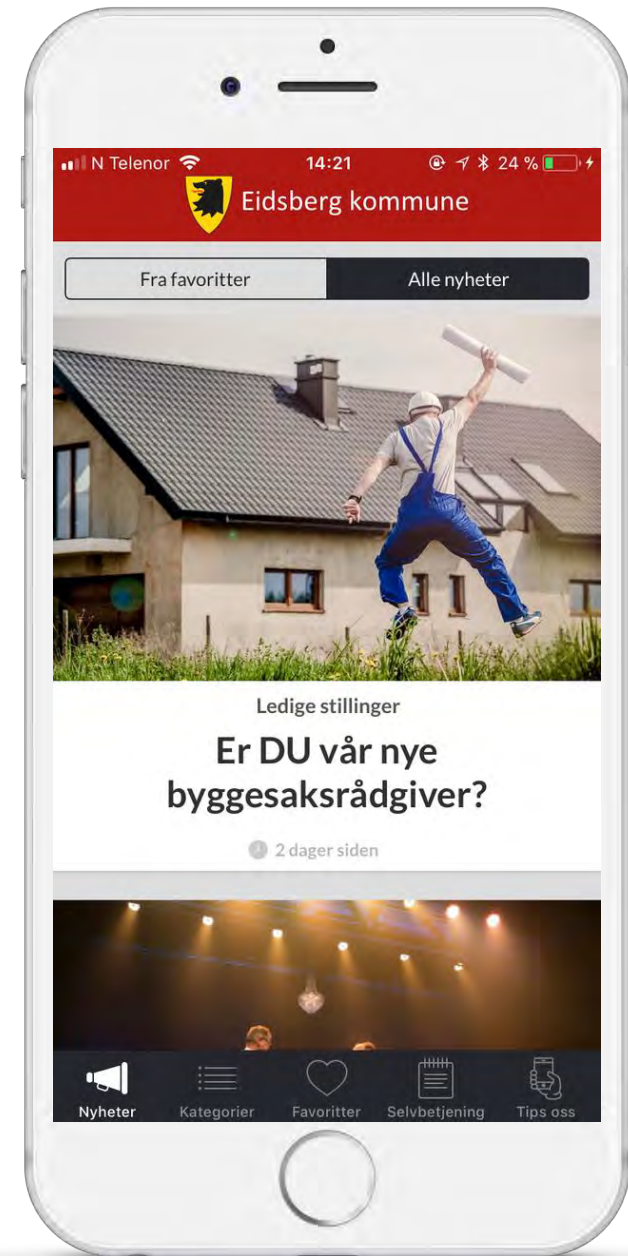 N Telenor 14:21 24 %
Eidsberg kommune
Fra favoritter Alle nyheter
Ledige stillinger
Er DU vår nye
byggesaksrådgiver?
2 dager siden
Nyheter Kategorier Favoritter Selvbetjening Tips oss